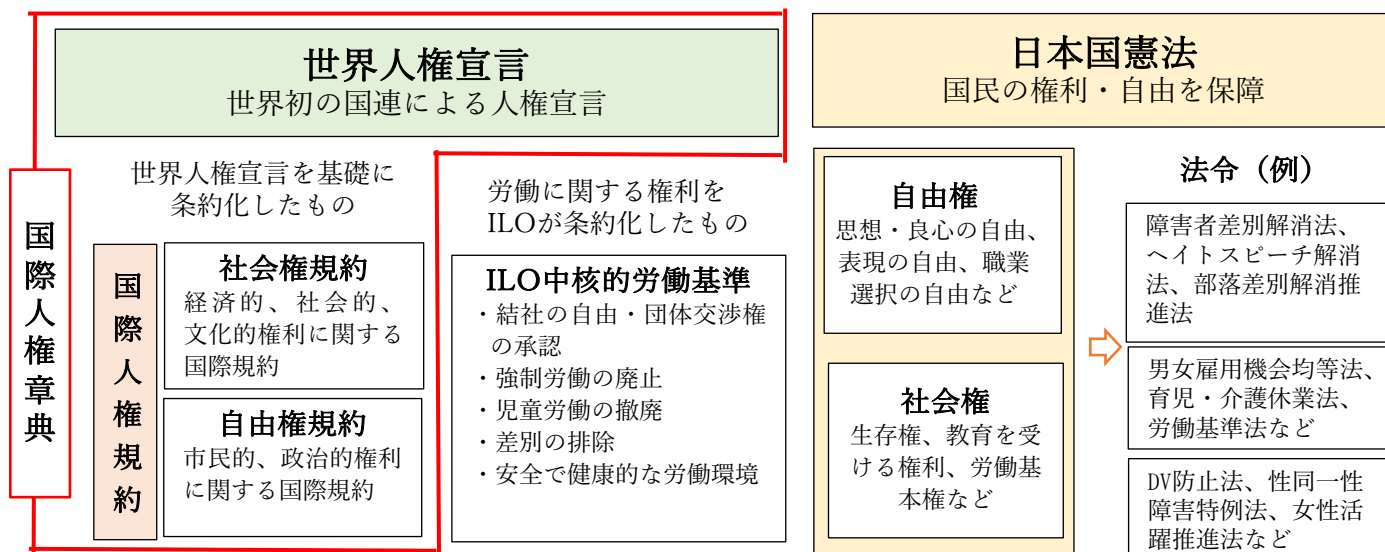 世界人権宣言
世界初の国連による人権宣言
国際人権章典
世界人権宣言を基礎に
条約化したもの
国際人権規約
社会権規約
経済的、社会的、
文化的権利に関する
国際規約
自由権規約
市民的、政治的権利
に関する国際規約
労働に関する権利を
ILOが条約化したもの
ILO中核的労働基準
・結社の自由・団体交渉権
の承認
・強制労働の廃止
・児童労働の撤廃
・差別の排除
・安全で健康的な労働環境
日本国憲法
国民の権利・自由を保障
自由権
思想・良心の自由、
表現の自由、職業
選択の自由など
社会権
生存権、教育を受
ける権利、労働基
本権など
法令（例）
障害者差別解消法、
ヘイトスピーチ解消
法、部落差別解消推
進法
男女雇用機会均等法、
育児・介護休業法、
労働基準法など
DV防止法、性同一性
障害特例法、女性活
躍推進法など